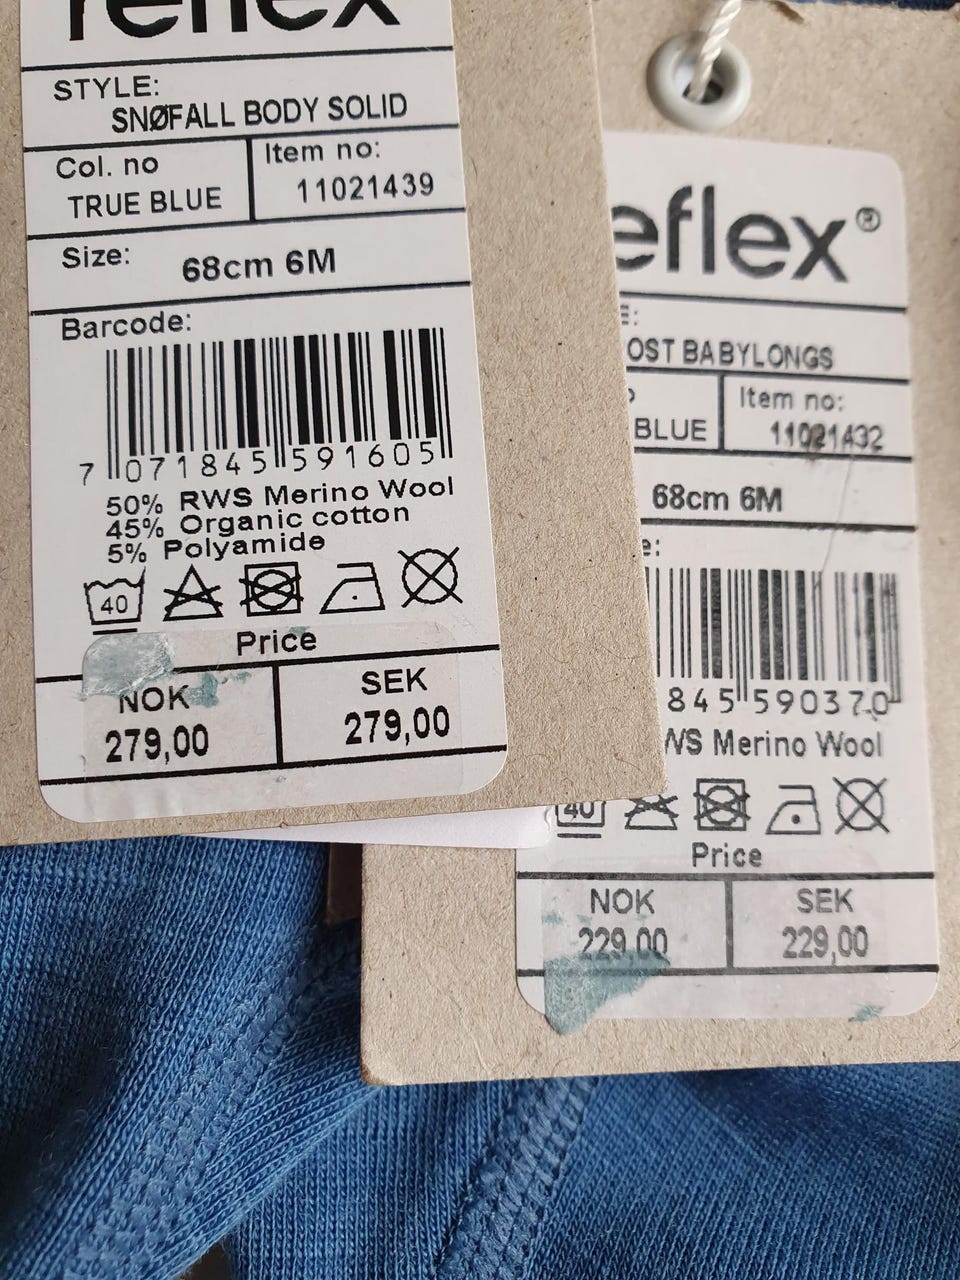 reflex
STYLE:
SNØFALL BODY SOLID
Col. no
TRUE BLUE
Item no:
11021439
Size: 68cm 6M
Barcode:
7 071845 591605
50% RWS Merino Wool
45% Organic cotton
5% Polyamide
40
Price
NOK SEK
279,00 279,00
eflex®
E:
OST BABYLONGS
BLUE
Item no:
11021432
68cm 6M
e:
845 590370
WS Merino Wool
40
Price
NOK SEK
229,00 229,00